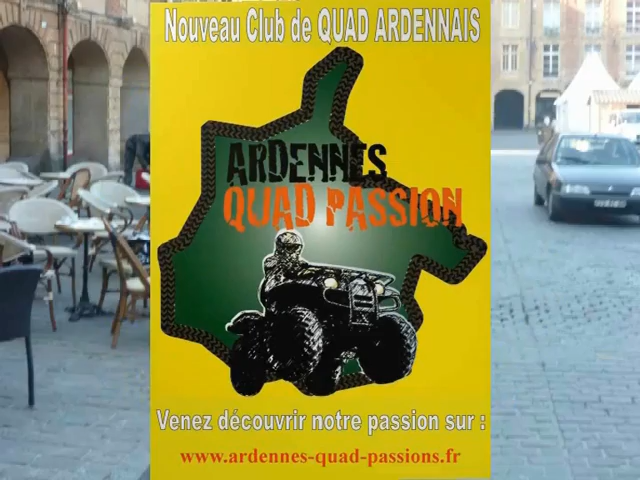 Nouveau Club de QUAD ARDENNAIS
ARDENNES
QUAD PASSION
Venez découvrir notre passion sur :
www.ardennes-quad-passions.fr